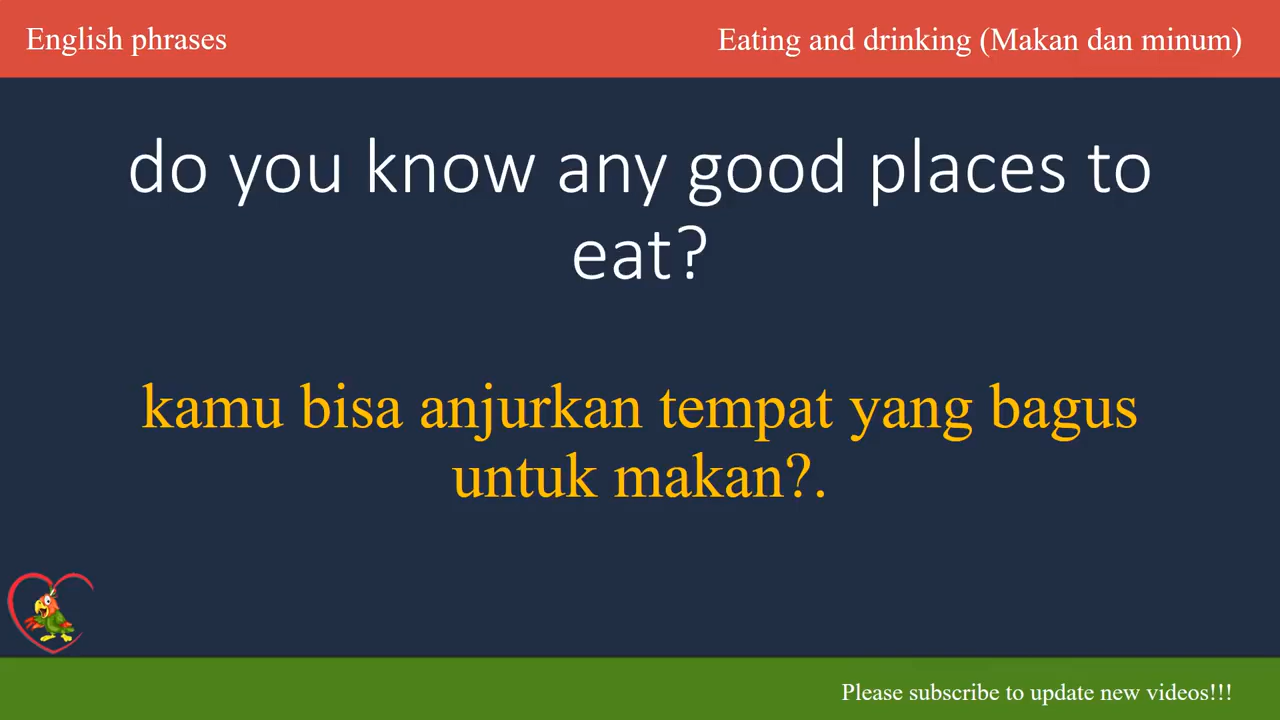 English phrases
Eating and drinking (Makan dan minum)
do you know any good places to
eat?
kamu bisa anjurkan tempat yang bagus
untuk makan?.
Please subscribe to update new videos!!!